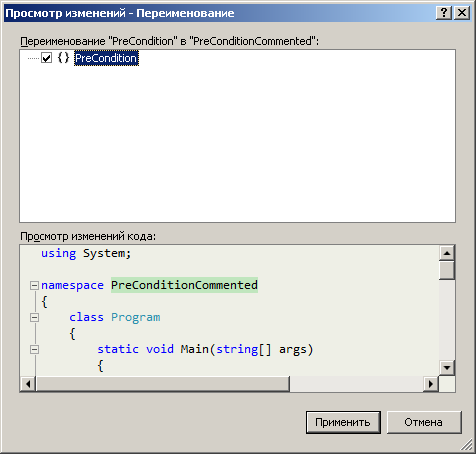 Просмотр изменений - Переименование
Переименование "PreCondition" в "PreConditionCommented":
{} PreCondition
Просмотр изменений кода:
using System;
namespace PreConditionCommented
{
class Program
{
static void Main(string[] args)
{
Применить
Отмена